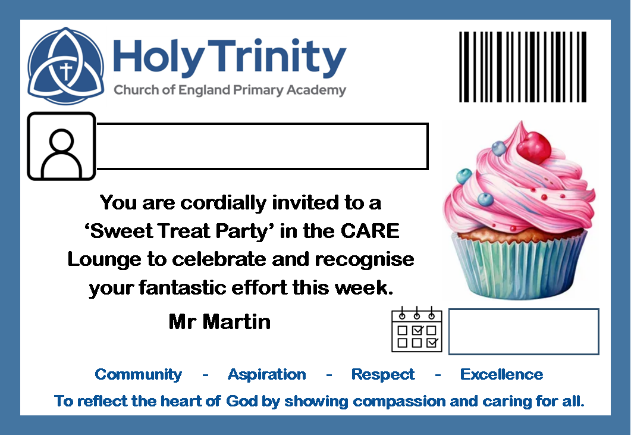 Holy Trinity
Church of England Primary Academy
You are cordially invited to a
‘Sweet Treat Party’ in the CARE
Lounge to celebrate and recognise
your fantastic effort this week.
Mr Martin
Community - Aspiration - Respect - Excellence
To reflect the heart of God by showing compassion and caring for all.